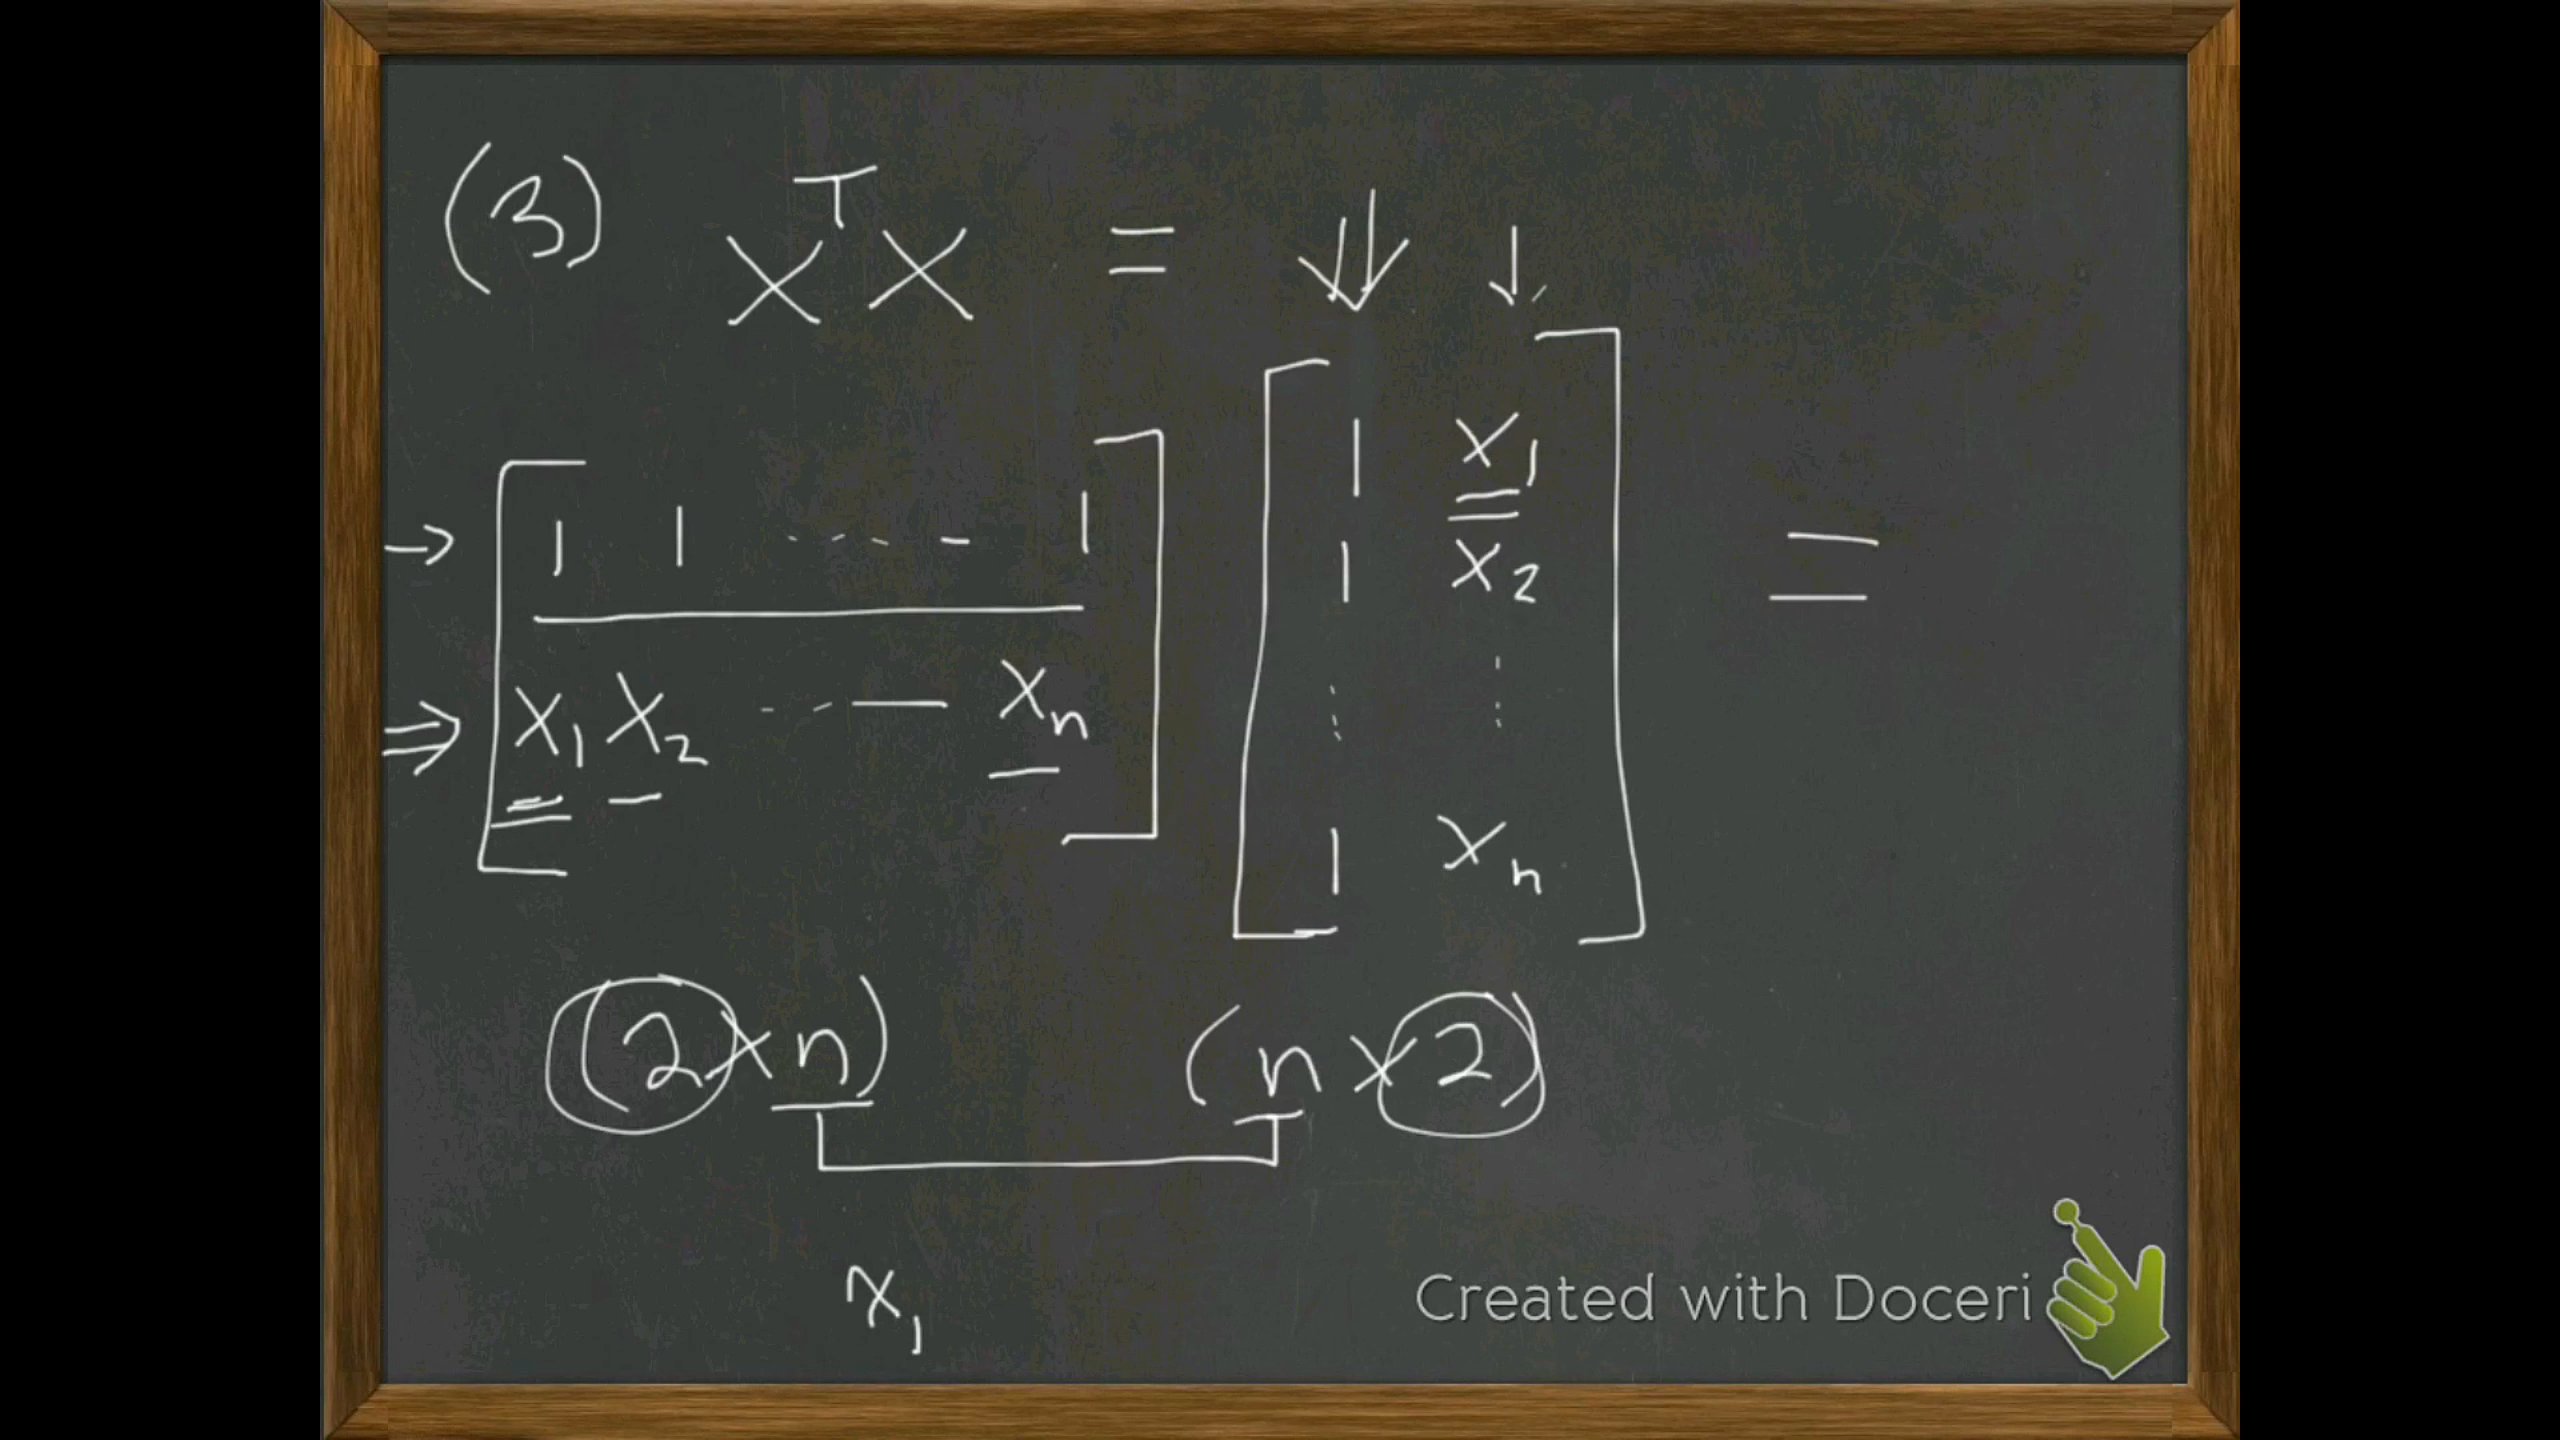 (3) XᵀX =
[ 1 1 ..... - 1 ] [ 1 x₁ ] =
[ x₁ x₂ ... — xₙ ] [ 1 x₂ ]
⋮ ⋮
1 xₙ
(2×n) (n×2)
x₁
Created with Doceri